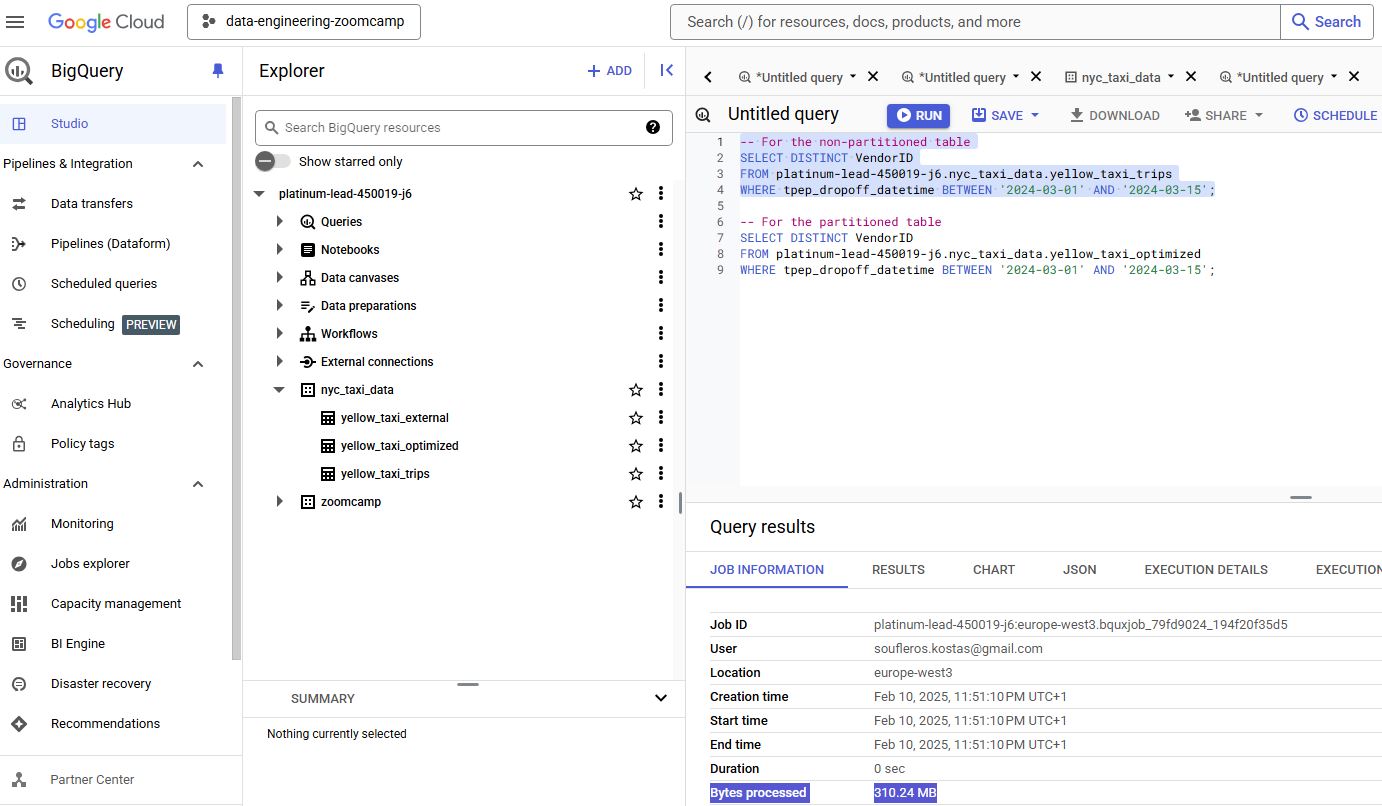 Google Cloud
data-engineering-zoomcamp
Search (/) for resources, docs, products, and more
Search
BigQuery
Studio
Pipelines & Integration
Data transfers
Pipelines (Dataform)
Scheduled queries
Scheduling PREVIEW
Governance
Analytics Hub
Policy tags
Administration
Monitoring
Jobs explorer
Capacity management
BI Engine
Disaster recovery
Recommendations
Partner Center
Explorer
+ ADD
Search BigQuery resources
Show starred only
platinum-lead-450019-j6
Queries
Notebooks
Data canvases
Data preparations
Workflows
External connections
nyc_taxi_data
yellow_taxi_external
yellow_taxi_optimized
yellow_taxi_trips
zoomcamp
SUMMARY
Nothing currently selected
*Untitled query
*Untitled query
nyc_taxi_data
*Untitled query
Untitled query
RUN
SAVE
DOWNLOAD
SHARE
SCHEDULE
1 -- For the non-partitioned table
2 SELECT DISTINCT VendorID
3 FROM platinum-lead-450019-j6.nyc_taxi_data.yellow_taxi_trips
4 WHERE tpep_dropoff_datetime BETWEEN '2024-03-01' AND '2024-03-15';
5
6 -- For the partitioned table
7 SELECT DISTINCT VendorID
8 FROM platinum-lead-450019-j6.nyc_taxi_data.yellow_taxi_optimized
9 WHERE tpep_dropoff_datetime BETWEEN '2024-03-01' AND '2024-03-15';
Query results
JOB INFORMATION
RESULTS
CHART
JSON
EXECUTION DETAILS
EXECUTION
Job ID platinum-lead-450019-j6:europe-west3.bquxjob_79fd9024_194f20f35d5
User soufleros.kostas@gmail.com
Location europe-west3
Creation time Feb 10, 2025, 11:51:10 PM UTC+1
Start time Feb 10, 2025, 11:51:10 PM UTC+1
End time Feb 10, 2025, 11:51:10 PM UTC+1
Duration 0 sec
Bytes processed 310.24 MB